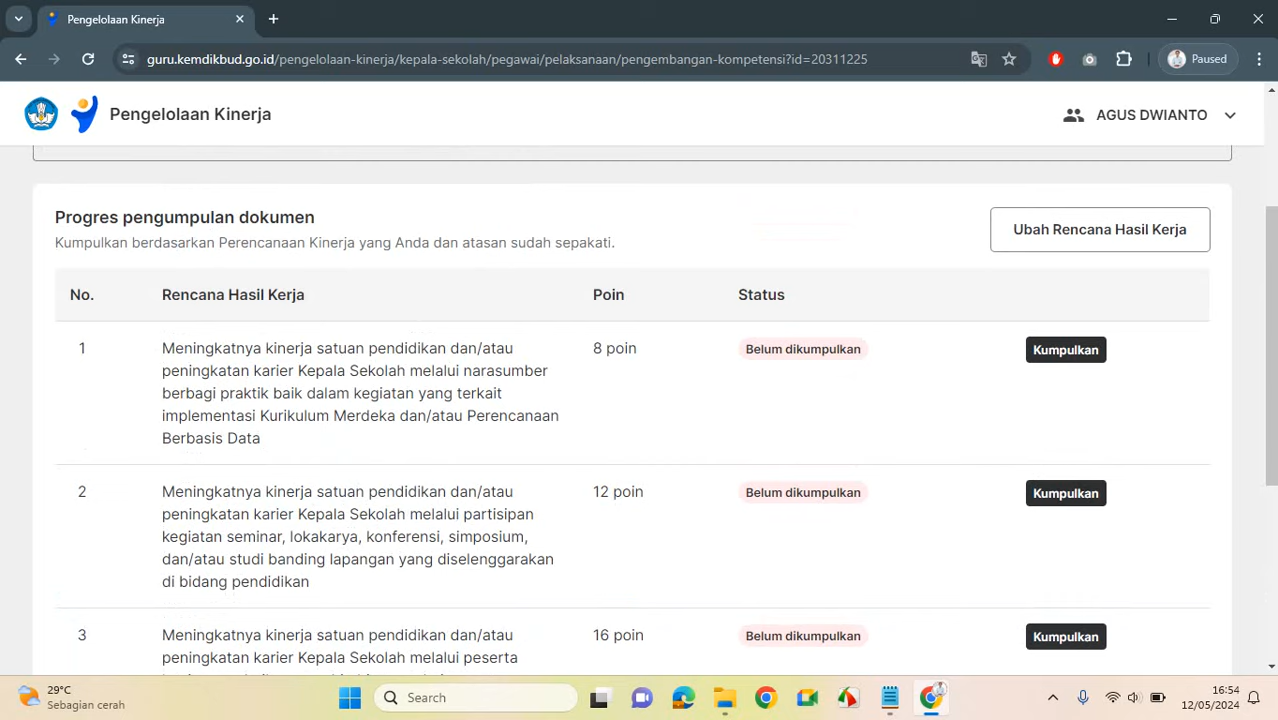 Pengelolaan Kinerja
guru.kemdikbud.go.id/pengelolaan-kinerja/kepala-sekolah/pegawai/pelaksanaan/pengembangan-kompetensi?id=20311225
Paused
Pengelolaan Kinerja
AGUS DWIANTO
Progres pengumpulan dokumen
Kumpulkan berdasarkan Perencanaan Kinerja yang Anda dan atasan sudah sepakati.
Ubah Rencana Hasil Kerja
No. Rencana Hasil Kerja Poin Status
1 Meningkatnya kinerja satuan pendidikan dan/atau 8 poin Belum dikumpulkan Kumpulkan
peningkatan karier Kepala Sekolah melalui narasumber
berbagi praktik baik dalam kegiatan yang terkait
implementasi Kurikulum Merdeka dan/atau Perencanaan
Berbasis Data
2 Meningkatnya kinerja satuan pendidikan dan/atau 12 poin Belum dikumpulkan Kumpulkan
peningkatan karier Kepala Sekolah melalui partisipan
kegiatan seminar, lokakarya, konferensi, simposium,
dan/atau studi banding lapangan yang diselenggarakan
di bidang pendidikan
3 Meningkatnya kinerja satuan pendidikan dan/atau 16 poin Belum dikumpulkan Kumpulkan
peningkatan karier Kepala Sekolah melalui peserta
29°C
Sebagian cerah
Search
16:54
12/05/2024